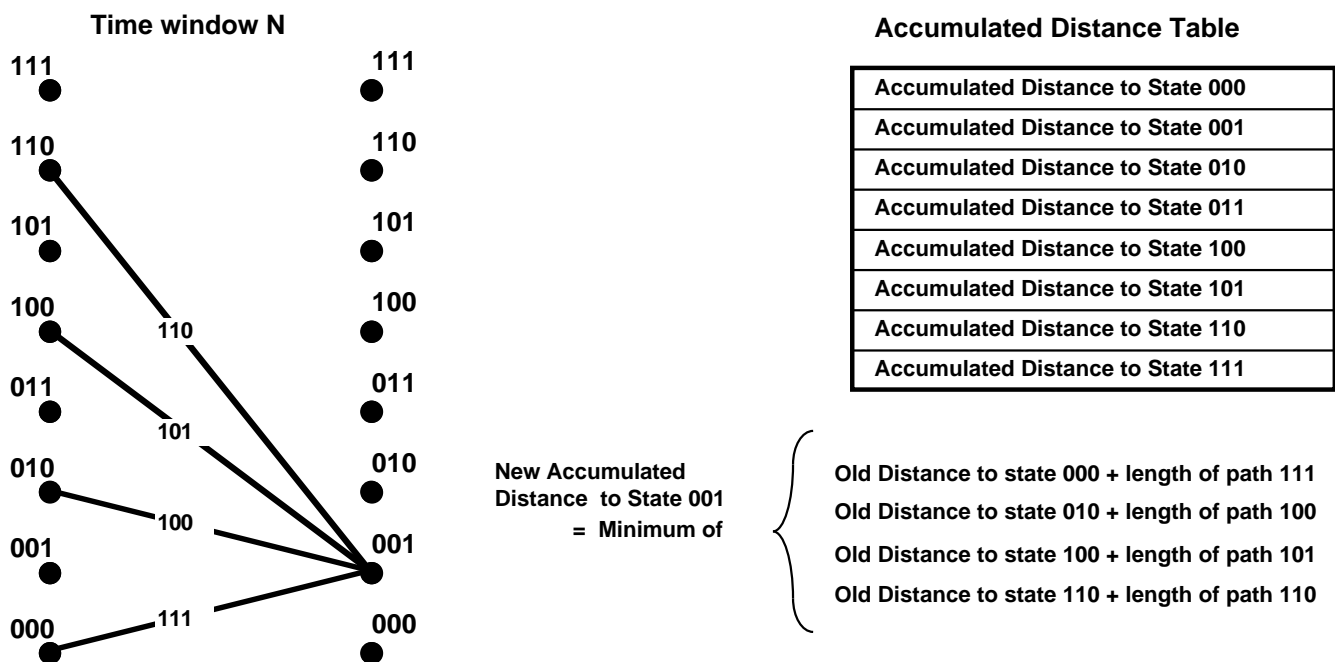 Time window N
111
111
110
110
101
101
100
100
110
011
011
101
010
010
100
001
001
111
000
000
Accumulated Distance Table
Accumulated Distance to State 000
Accumulated Distance to State 001
Accumulated Distance to State 010
Accumulated Distance to State 011
Accumulated Distance to State 100
Accumulated Distance to State 101
Accumulated Distance to State 110
Accumulated Distance to State 111
New Accumulated
Distance to State 001
= Minimum of
Old Distance to state 000 + length of path 111
Old Distance to state 010 + length of path 100
Old Distance to state 100 + length of path 101
Old Distance to state 110 + length of path 110